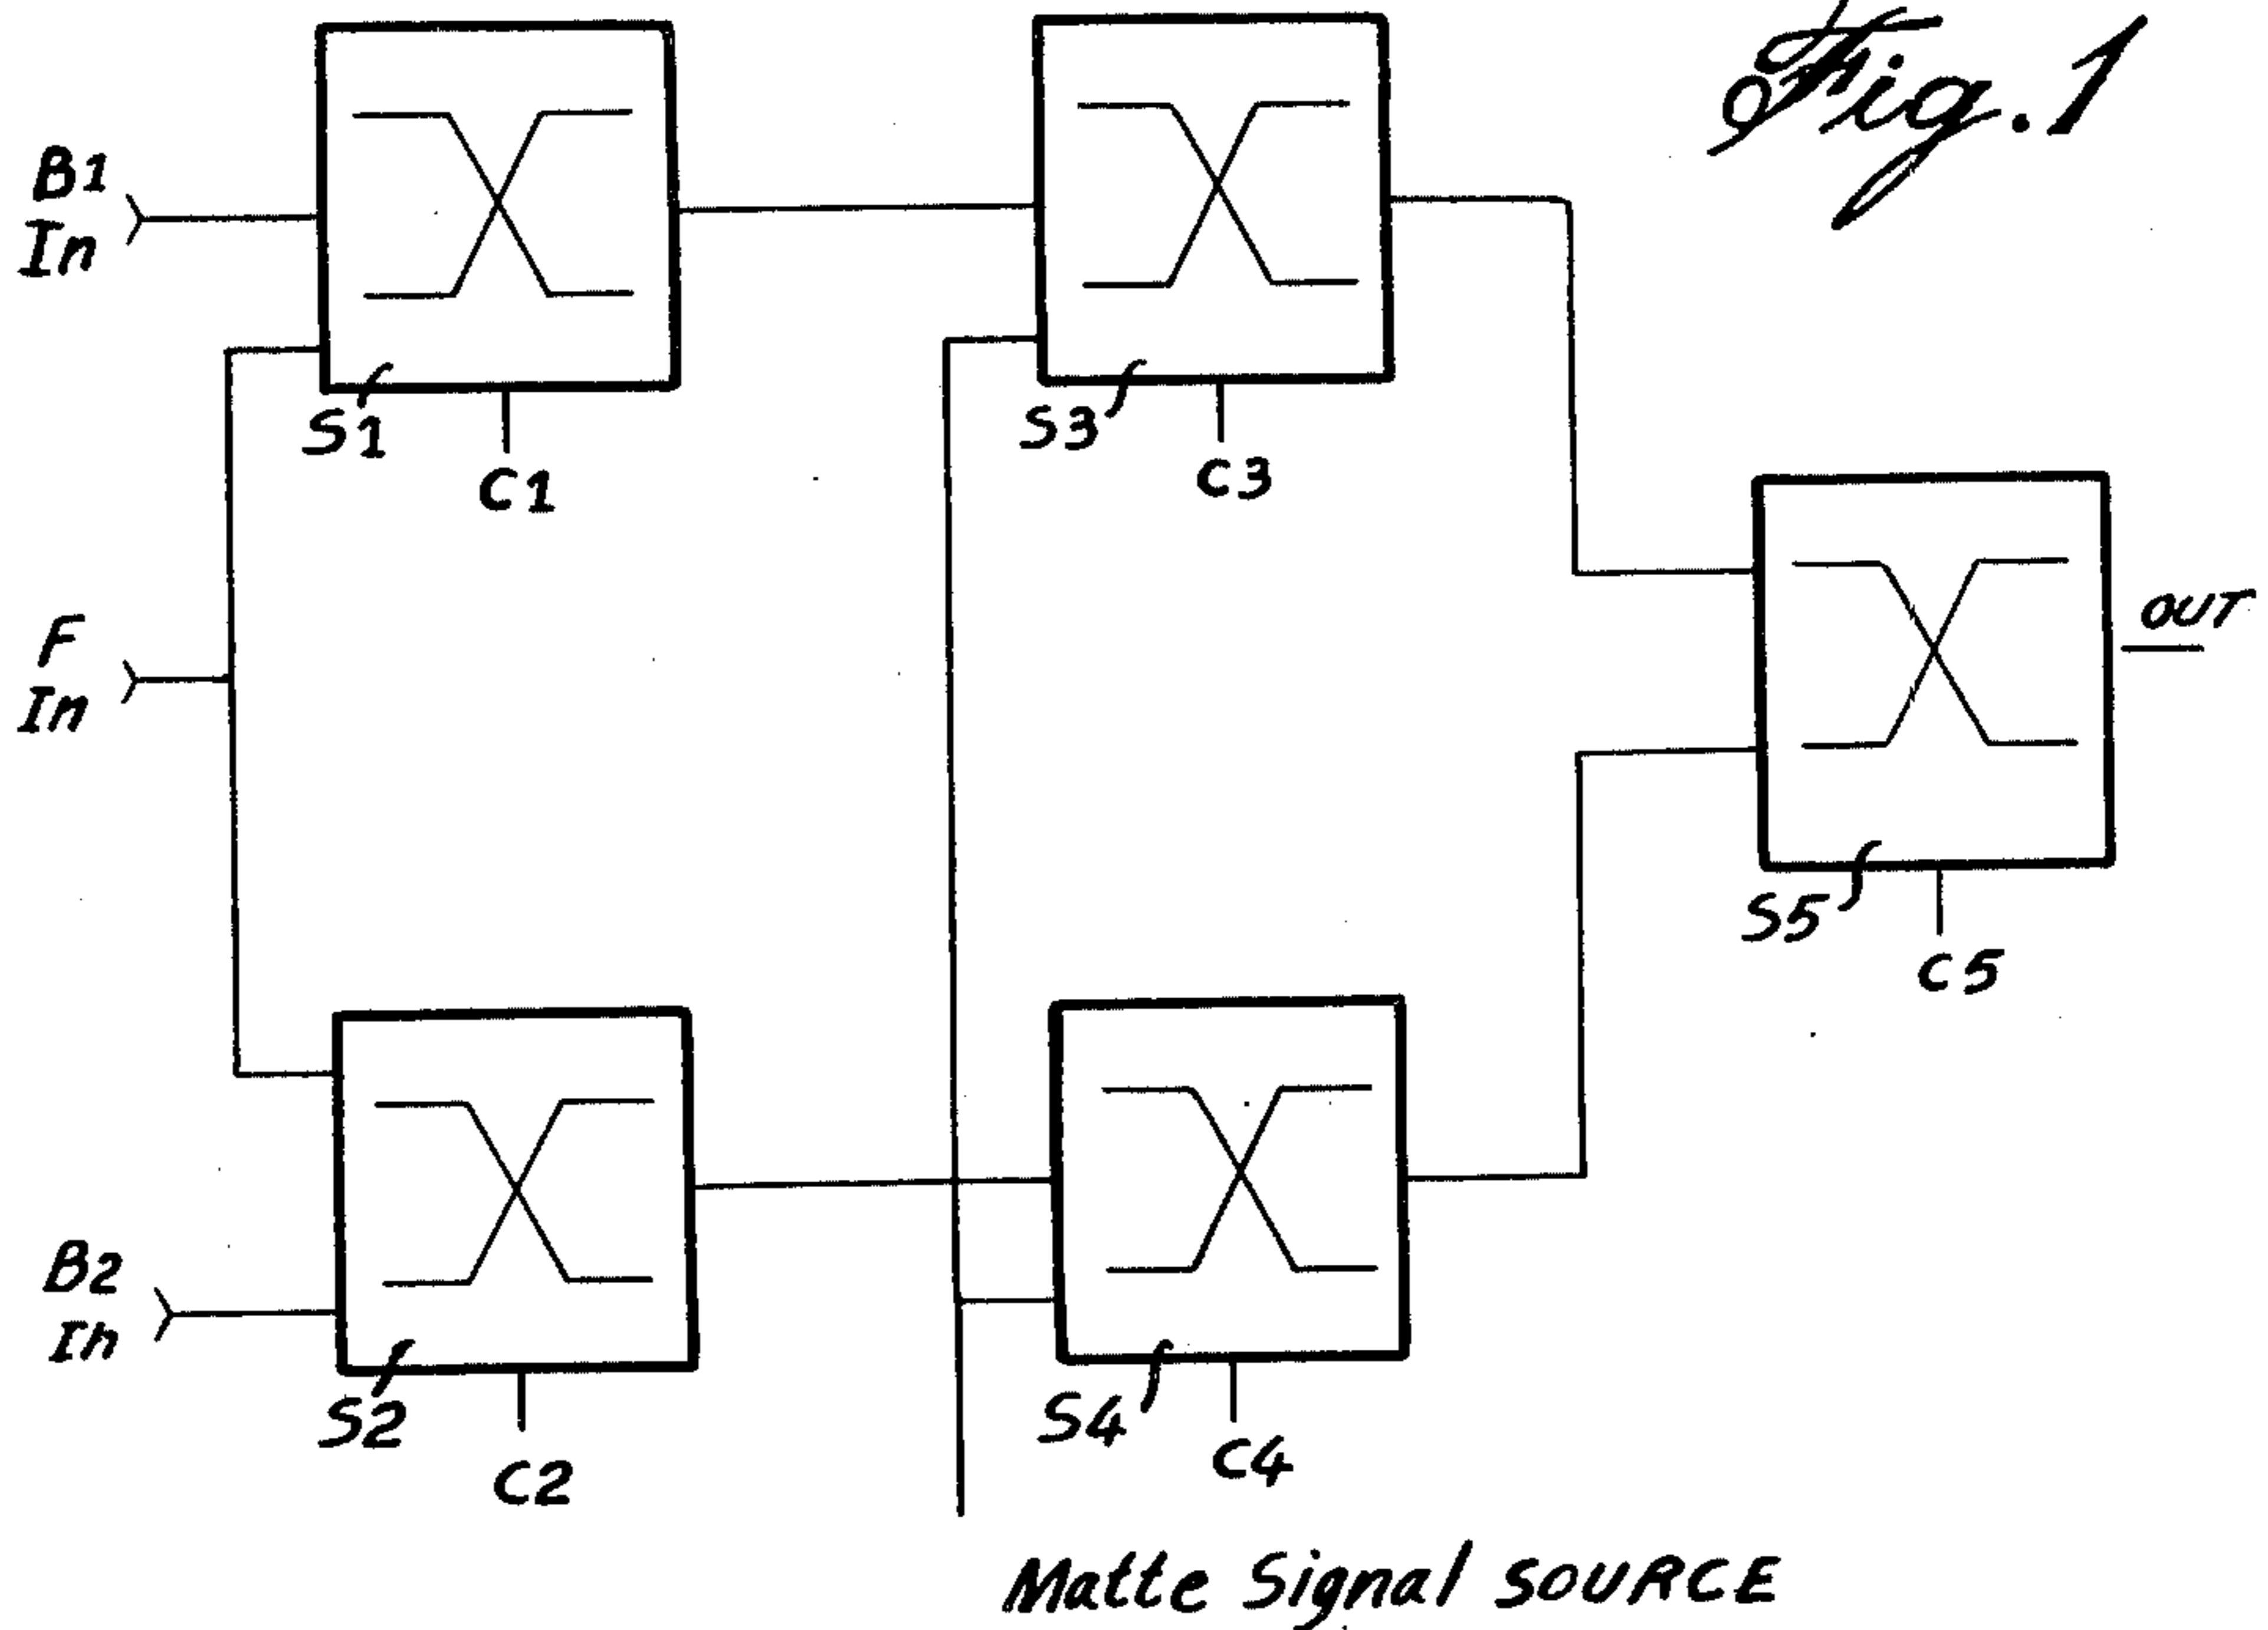 Fig. 1
B1
In
S1
C1
S3
C3
F
In
OUT
S5
C5
B2
In
S2
C2
S4
C4
Matte Signal SOURCE